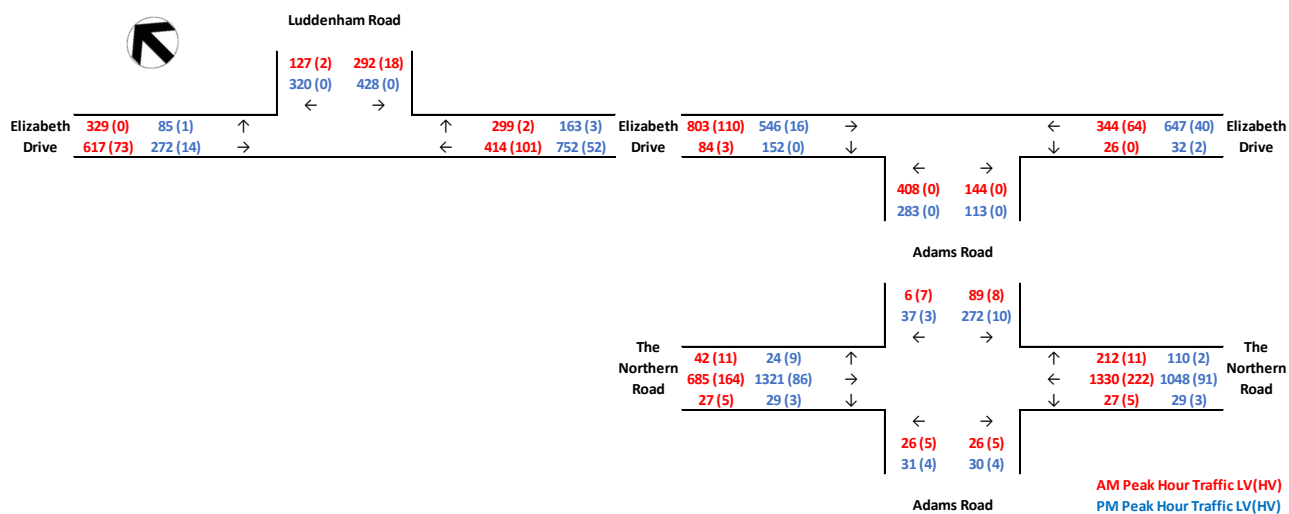 Luddenham Road
127 (2) 292 (18)
320 (0) 428 (0)
← →
Elizabeth 329 (0) 85 (1) ↑ ↑ 299 (2) 163 (3) Elizabeth 803 (110) 546 (16) → ← 344 (64) 647 (40) Elizabeth
Drive 617 (73) 272 (14) → ← 414 (101) 752 (52) Drive 84 (3) 152 (0) ↓ ↓ 26 (0) 32 (2) Drive
← →
408 (0) 144 (0)
283 (0) 113 (0)
Adams Road
6 (7) 89 (8)
37 (3) 272 (10)
← →
The 42 (11) 24 (9) ↑ ↑ 212 (11) 110 (2) The
Northern 685 (164) 1321 (86) → ← 1330 (222) 1048 (91) Northern
Road 27 (5) 29 (3) ↓ ↓ 27 (5) 29 (3) Road
← →
26 (5) 26 (5)
31 (4) 30 (4)
Adams Road
AM Peak Hour Traffic LV(HV)
PM Peak Hour Traffic LV(HV)